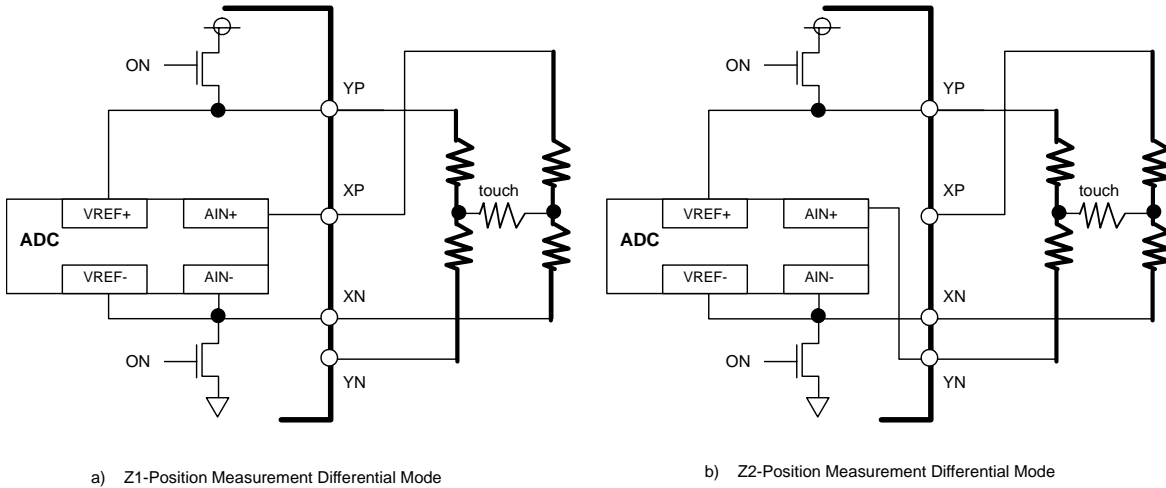 ON
YP
XP
touch
VREF+
AIN+
ADC
VREF-
AIN-
XN
ON
YN
a) Z1-Position Measurement Differential Mode
ON
YP
XP
touch
VREF+
AIN+
ADC
VREF-
AIN-
XN
ON
YN
b) Z2-Position Measurement Differential Mode